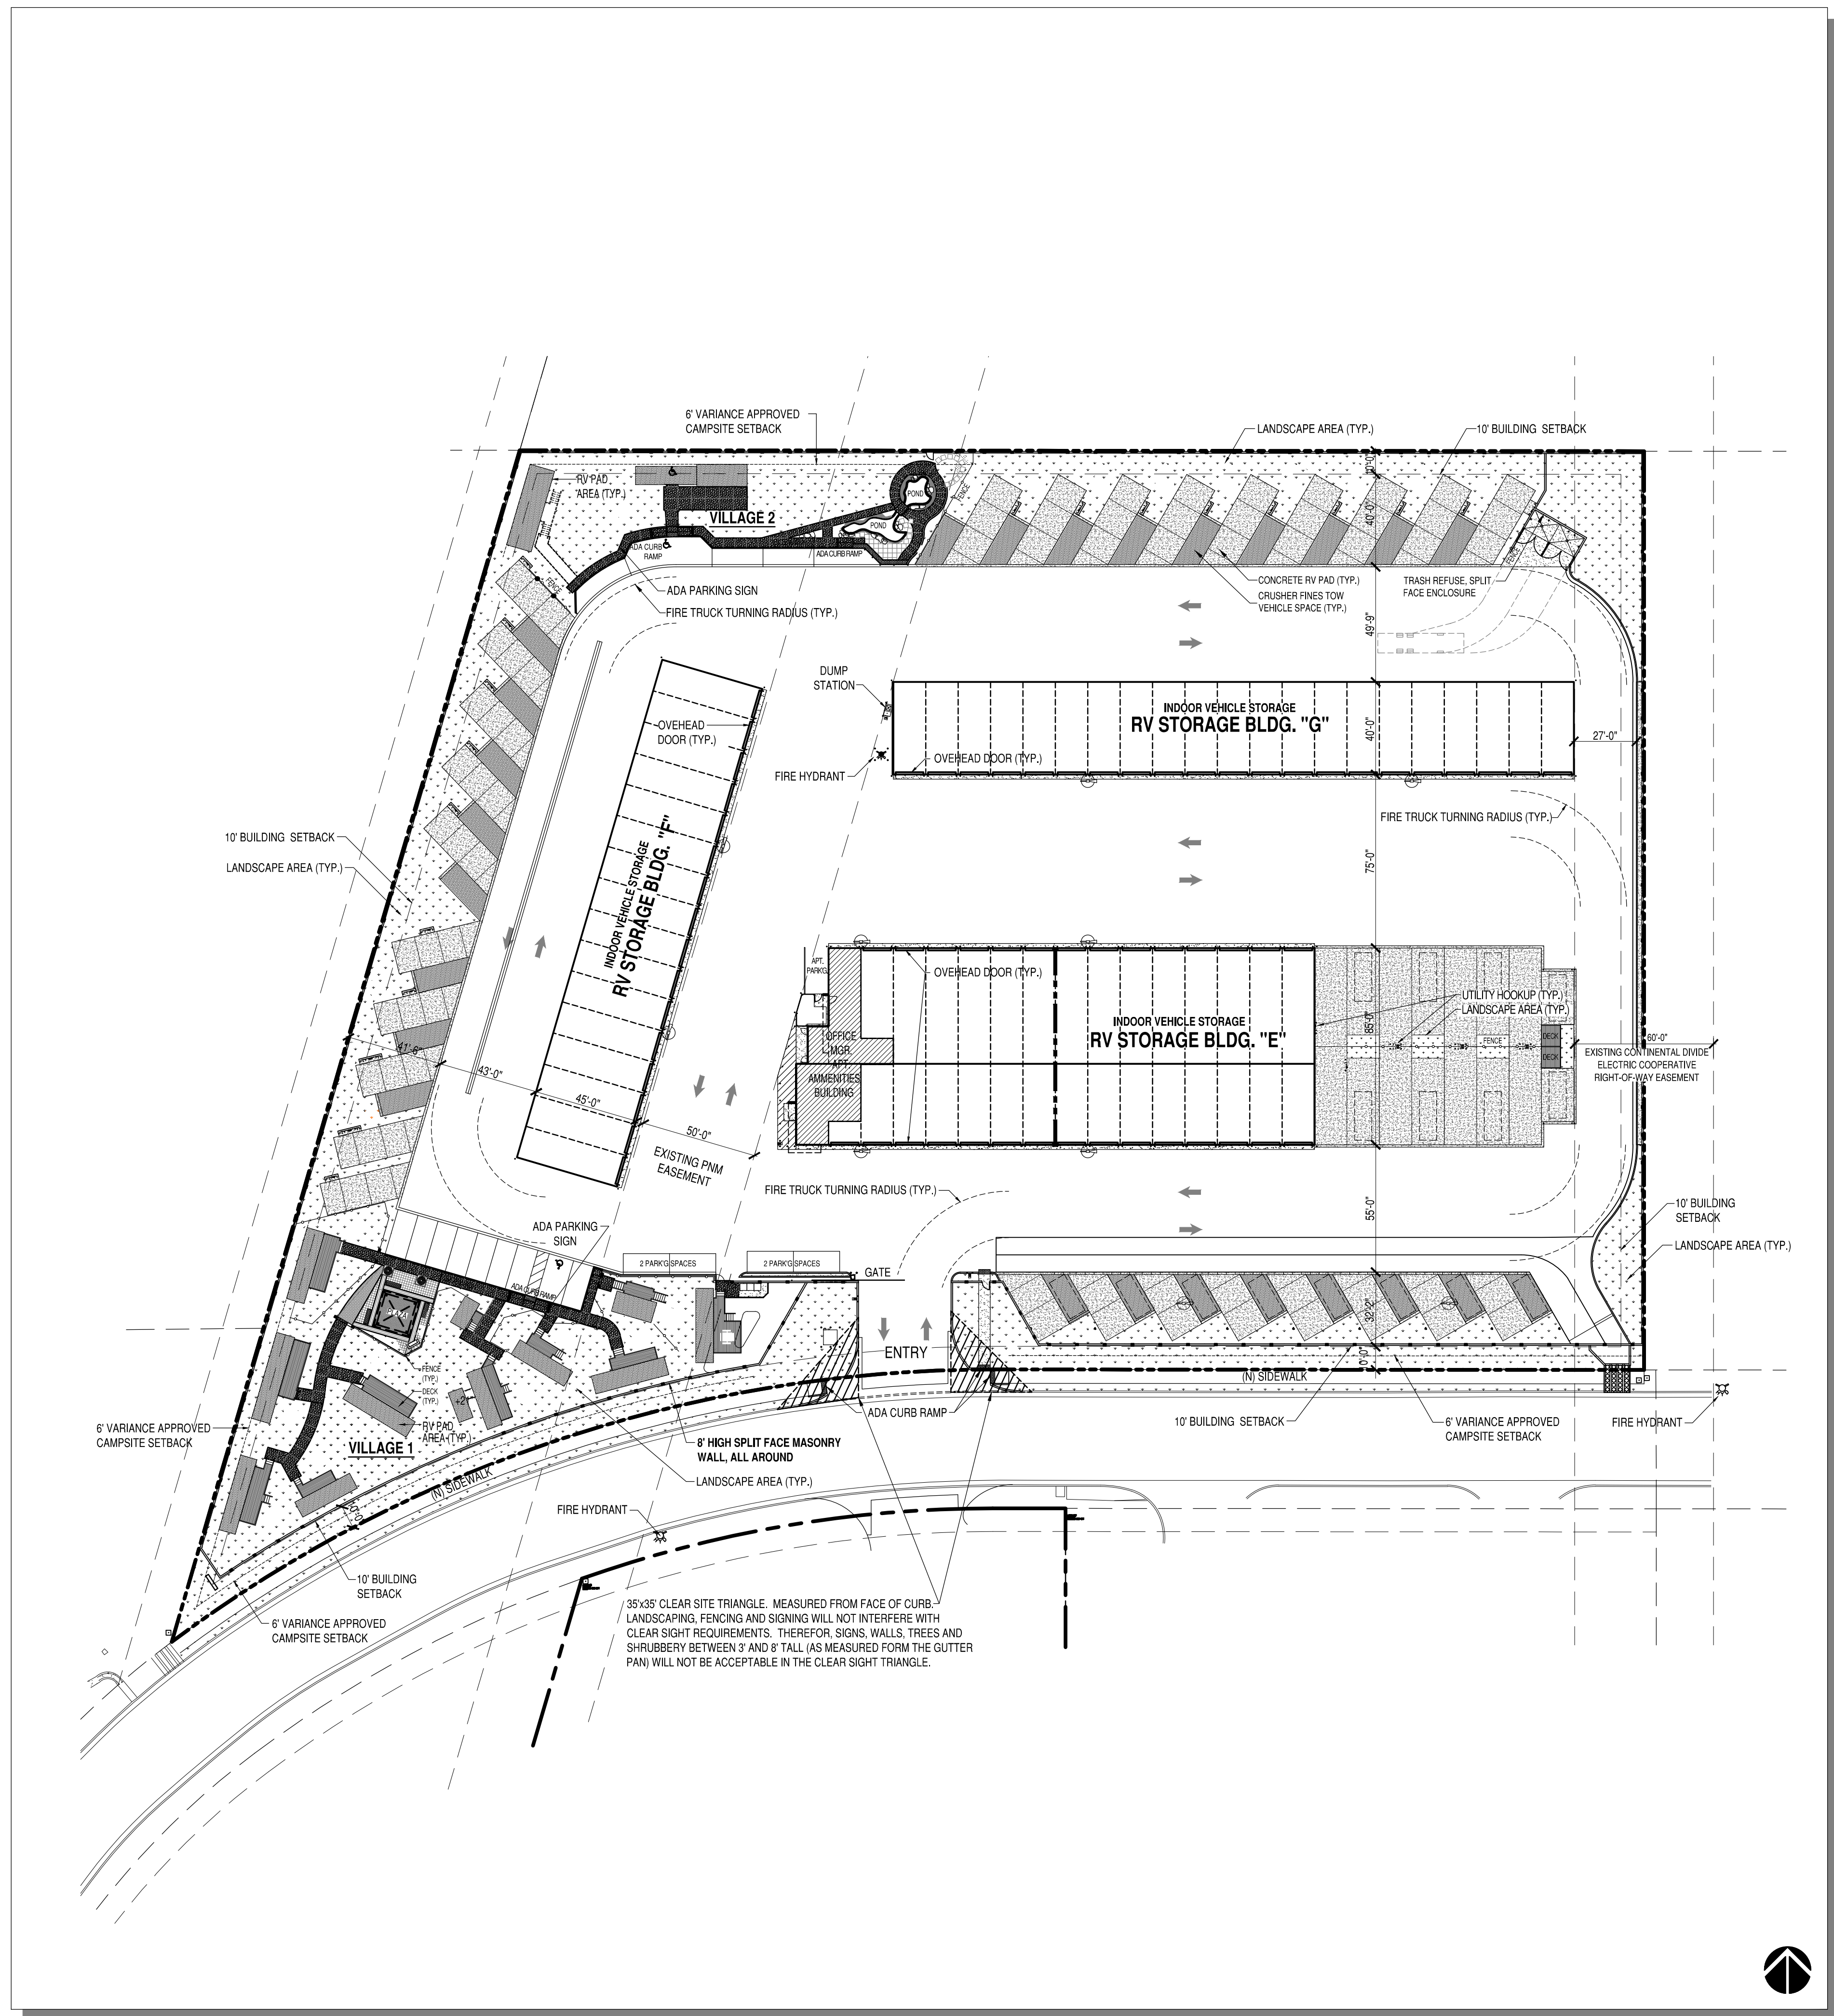 6' VARIANCE APPROVED
CAMPSITE SETBACK
LANDSCAPE AREA (TYP.)
10' BUILDING SETBACK
10'-0"
RV PAD
AREA (TYP.)
VILLAGE 2
POND
POND
FENCE
40'-0"
ADA CURB
RAMP
ADA CURB RAMP
FENCE
FENCE
ADA PARKING SIGN
FIRE TRUCK TURNING RADIUS (TYP.)
CONCRETE RV PAD (TYP.)
CRUSHER FINES TOW
VEHICLE SPACE (TYP.)
TRASH REFUSE, SPLIT
FACE ENCLOSURE
49'-9"
DUMP
STATION
OVEHEAD
DOOR (TYP.)
INDOOR VEHICLE STORAGE
RV STORAGE BLDG. "G"
40'-0"
27'-0"
OVEHEAD DOOR (TYP.)
FIRE HYDRANT
FIRE TRUCK TURNING RADIUS (TYP.)
10' BUILDING SETBACK
LANDSCAPE AREA (TYP.)
75'-0"
INDOOR VEHICLE STORAGE
RV STORAGE BLDG. "F"
APT.
PARKG
OVEHEAD DOOR (TYP.)
UTILITY HOOKUP (TYP.)
LANDSCAPE AREA (TYP.)
INDOOR VEHICLE STORAGE
RV STORAGE BLDG. "E"
85'-0"
FENCE
DECK
DECK
OFFICE
MGR.
APT.
AMMENITIES
BUILDING
60'-0"
EXISTING CONTINENTAL DIVIDE
ELECTRIC COOPERATIVE
RIGHT-OF-WAY EASEMENT
41'-6"
43'-0"
45'-0"
50'-0"
EXISTING PNM
EASEMENT
FIRE TRUCK TURNING RADIUS (TYP.)
55'-0"
10' BUILDING
SETBACK
LANDSCAPE AREA (TYP.)
ADA PARKING
SIGN
2 PARK'G SPACES
2 PARK'G SPACES
GATE
ADA CURB RAMP
32'-2"
ENTRY
FENCE
(TYP.)
DECK
(TYP.)
+2'
RV PAD
AREA (TYP.)
VILLAGE 1
(N) SIDEWALK
ADA CURB RAMP
10' BUILDING SETBACK
6' VARIANCE APPROVED
CAMPSITE SETBACK
FIRE HYDRANT
6' VARIANCE APPROVED
CAMPSITE SETBACK
8' HIGH SPLIT FACE MASONRY
WALL, ALL AROUND
LANDSCAPE AREA (TYP.)
(N) SIDEWALK
10'-0"
FIRE HYDRANT
10' BUILDING
SETBACK
6' VARIANCE APPROVED
CAMPSITE SETBACK
35'x35' CLEAR SITE TRIANGLE. MEASURED FROM FACE OF CURB.
LANDSCAPING, FENCING AND SIGNING WILL NOT INTERFERE WITH
CLEAR SIGHT REQUIREMENTS. THEREFOR, SIGNS, WALLS, TREES AND
SHRUBBERY BETWEEN 3' AND 8' TALL (AS MEASURED FORM THE GUTTER
PAN) WILL NOT BE ACCEPTABLE IN THE CLEAR SIGHT TRIANGLE.